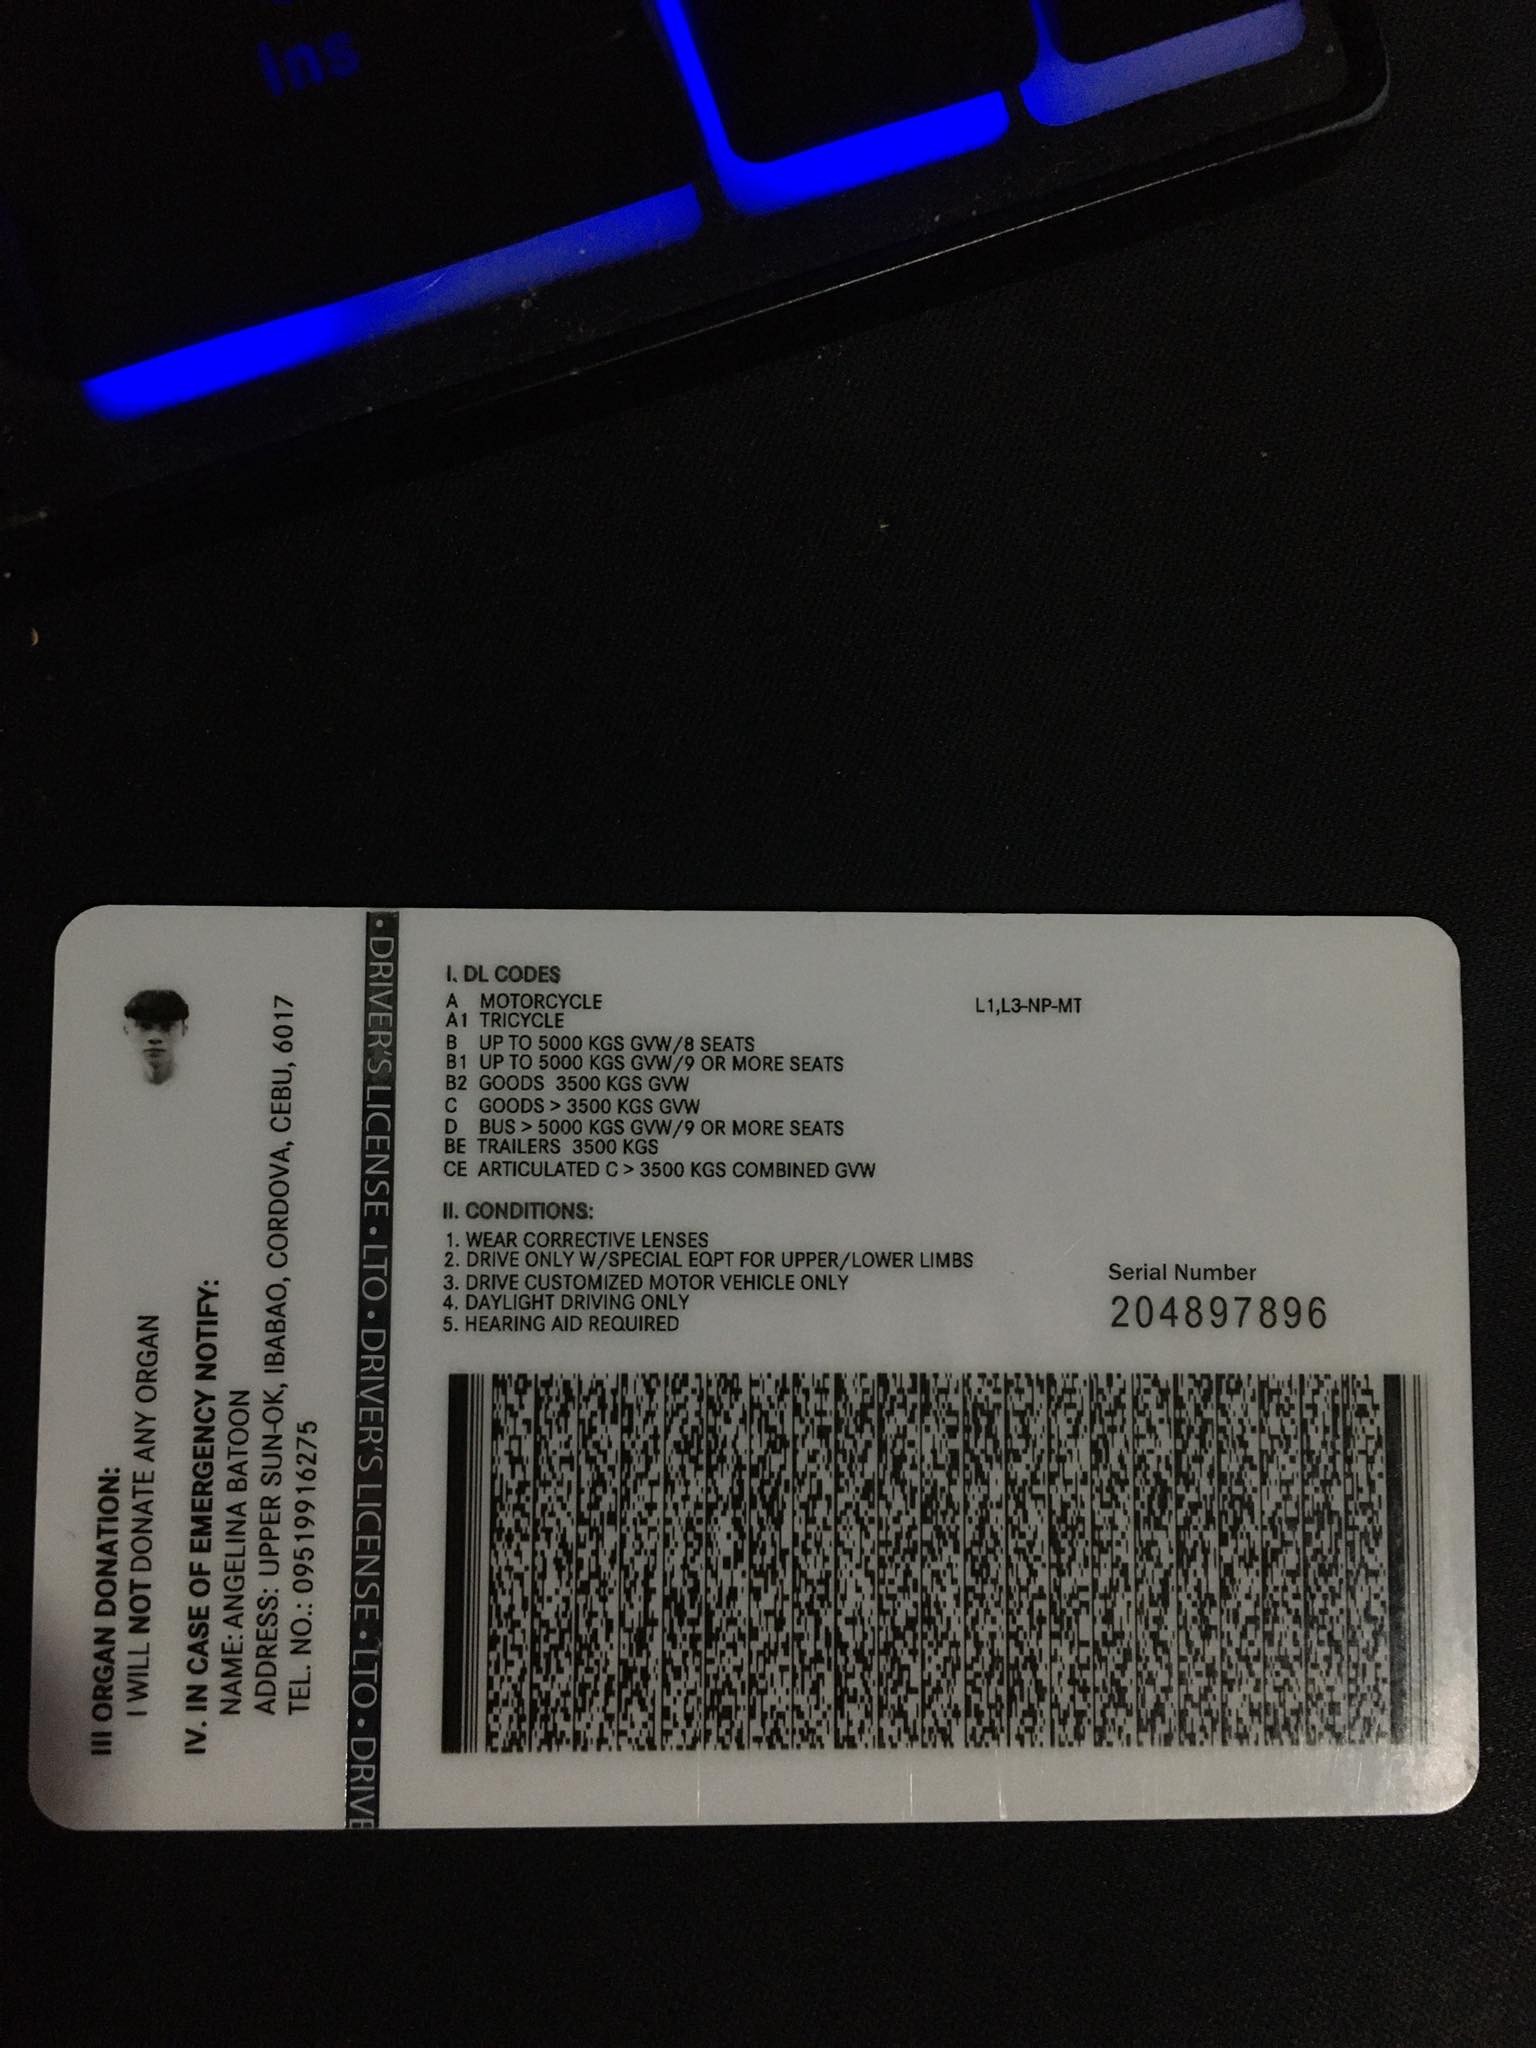 Ins
III ORGAN DONATION:
I WILL NOT DONATE ANY ORGAN
IV. IN CASE OF EMERGENCY NOTIFY:
NAME: ANGELINA BATOON
ADDRESS: UPPER SUN-OK, IBABAO, CORDOVA, CEBU, 6017
TEL. NO.: 09519916275
• DRIVER'S LICENSE • LTO • DRIVER'S LICENSE • LTO • DRIVE
I. DL CODES
A MOTORCYCLE L1,L3-NP-MT
A1 TRICYCLE
B UP TO 5000 KGS GVW/8 SEATS
B1 UP TO 5000 KGS GVW/9 OR MORE SEATS
B2 GOODS 3500 KGS GVW
C GOODS > 3500 KGS GVW
D BUS > 5000 KGS GVW/9 OR MORE SEATS
BE TRAILERS 3500 KGS
CE ARTICULATED C > 3500 KGS COMBINED GVW
II. CONDITIONS:
1. WEAR CORRECTIVE LENSES
2. DRIVE ONLY W/SPECIAL EQPT FOR UPPER/LOWER LIMBS
3. DRIVE CUSTOMIZED MOTOR VEHICLE ONLY
4. DAYLIGHT DRIVING ONLY
5. HEARING AID REQUIRED
Serial Number
204897896